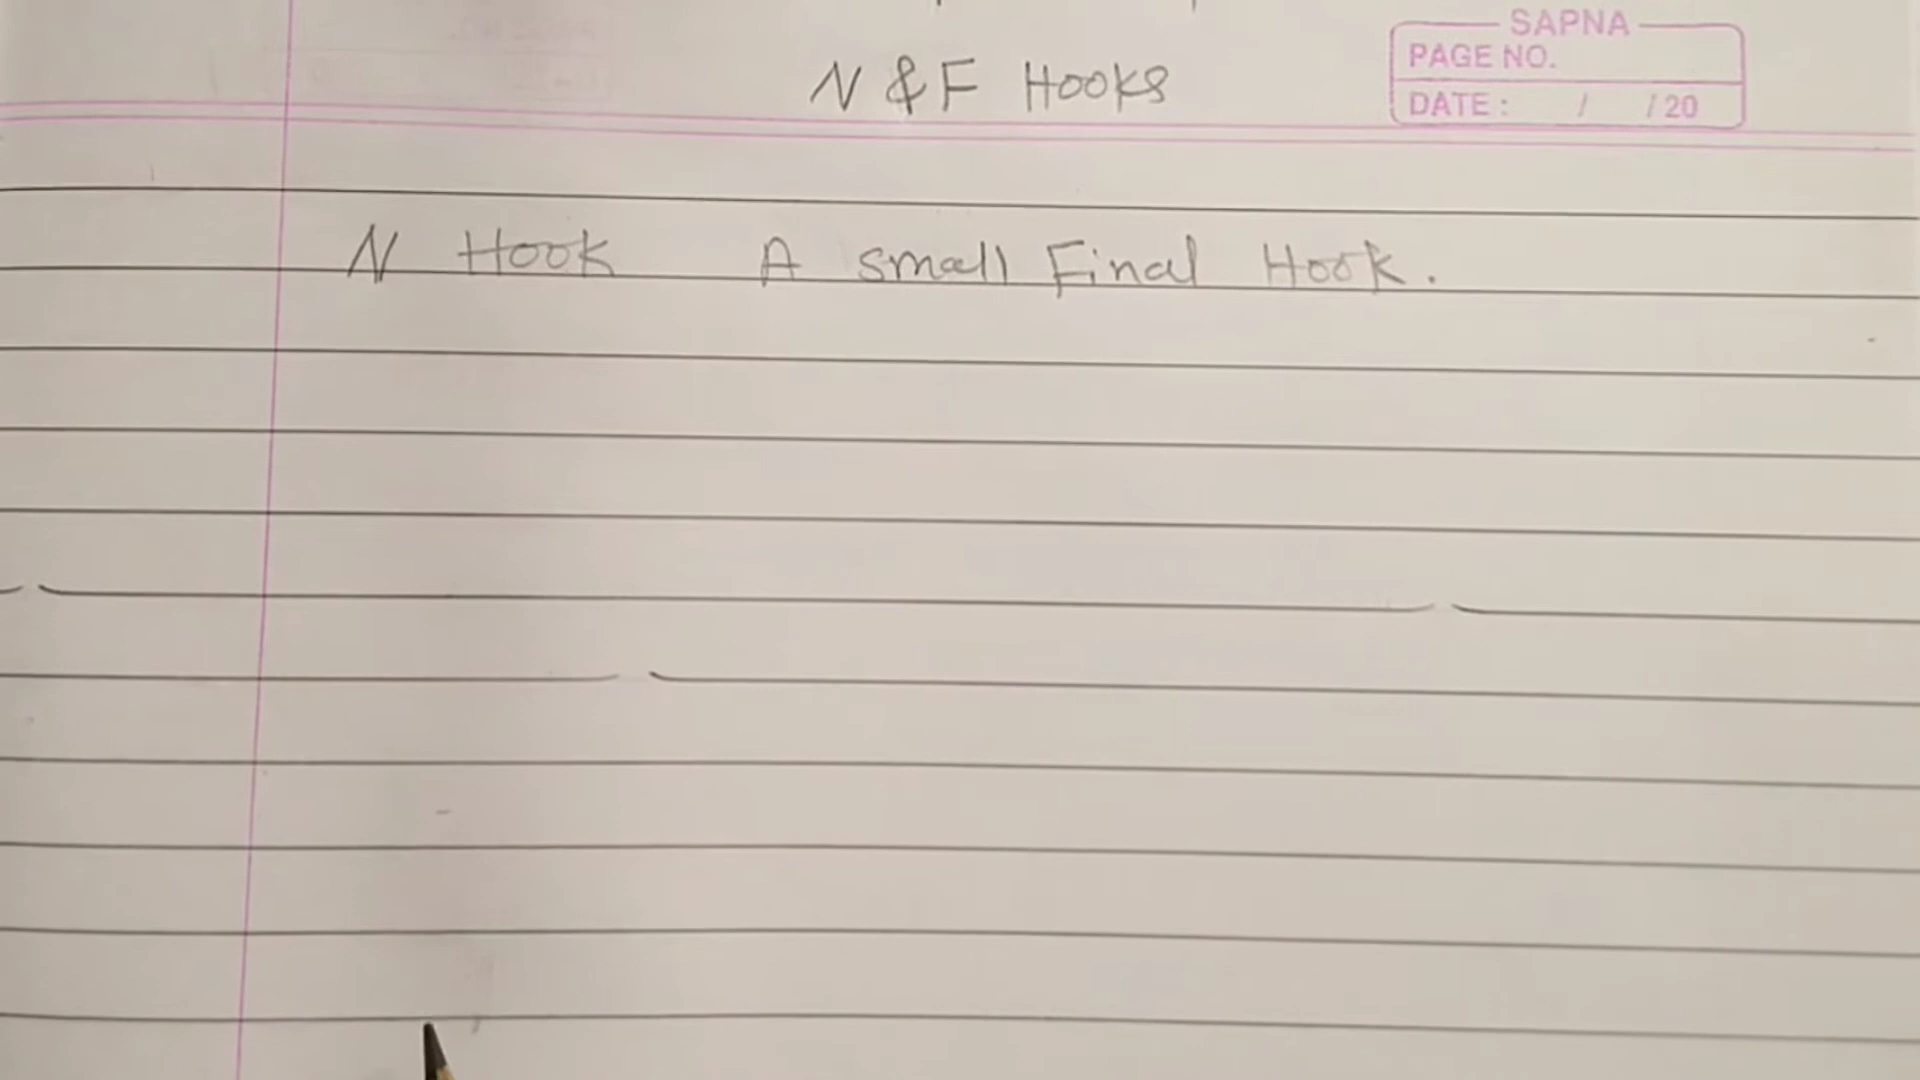 SAPNA
N & F Hooks
PAGE NO.
DATE : / / 20
N Hook A small Final Hook.